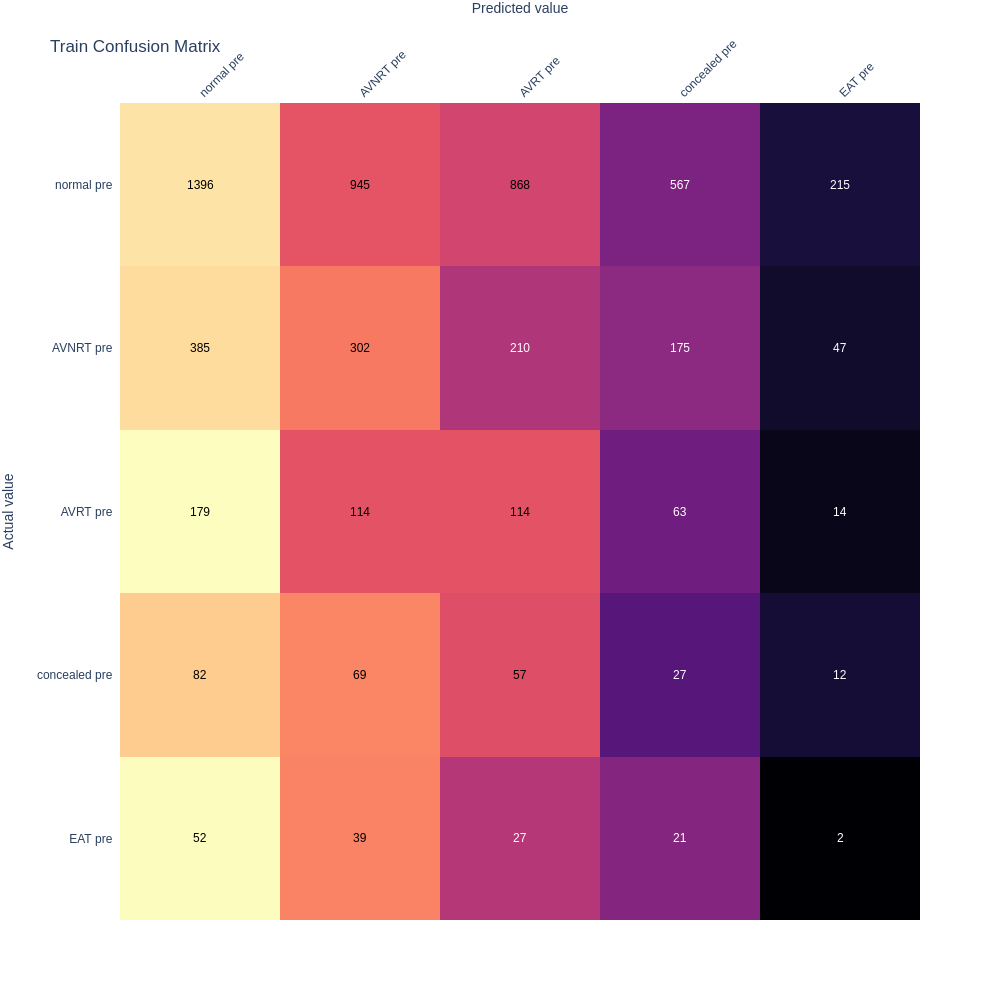 Predicted value
Train Confusion Matrix
normal pre AVNRT pre AVRT pre concealed pre EAT pre
normal pre 1396 945 868 567 215
AVNRT pre 385 302 210 175 47
AVRT pre 179 114 114 63 14
concealed pre 82 69 57 27 12
EAT pre 52 39 27 21 2
Actual value